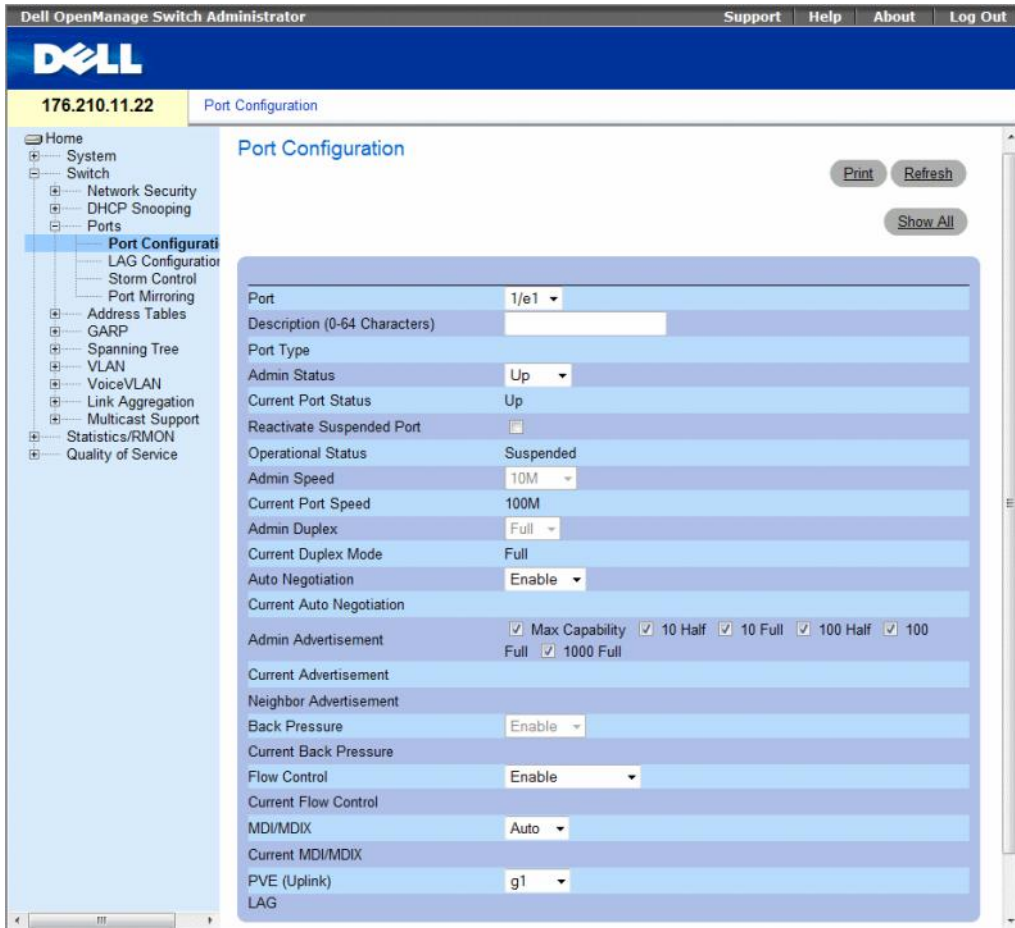 Dell OpenManage Switch Administrator
Support Help About Log Out
DELL
176.210.11.22
Port Configuration
Home
System
Switch
Network Security
DHCP Snooping
Ports
Port Configurati
LAG Configuration
Storm Control
Port Mirroring
Address Tables
GARP
Spanning Tree
VLAN
VoiceVLAN
Link Aggregation
Multicast Support
Statistics/RMON
Quality of Service
Port Configuration
Print Refresh
Show All
Port 1/e1
Description (0-64 Characters)
Port Type
Admin Status Up
Current Port Status Up
Reactivate Suspended Port
Operational Status Suspended
Admin Speed 10M
Current Port Speed 100M
Admin Duplex Full
Current Duplex Mode Full
Auto Negotiation Enable
Current Auto Negotiation
Admin Advertisement Max Capability 10 Half 10 Full 100 Half 100
Full 1000 Full
Current Advertisement
Neighbor Advertisement
Back Pressure Enable
Current Back Pressure
Flow Control Enable
Current Flow Control
MDI/MDIX Auto
Current MDI/MDIX
PVE (Uplink) g1
LAG